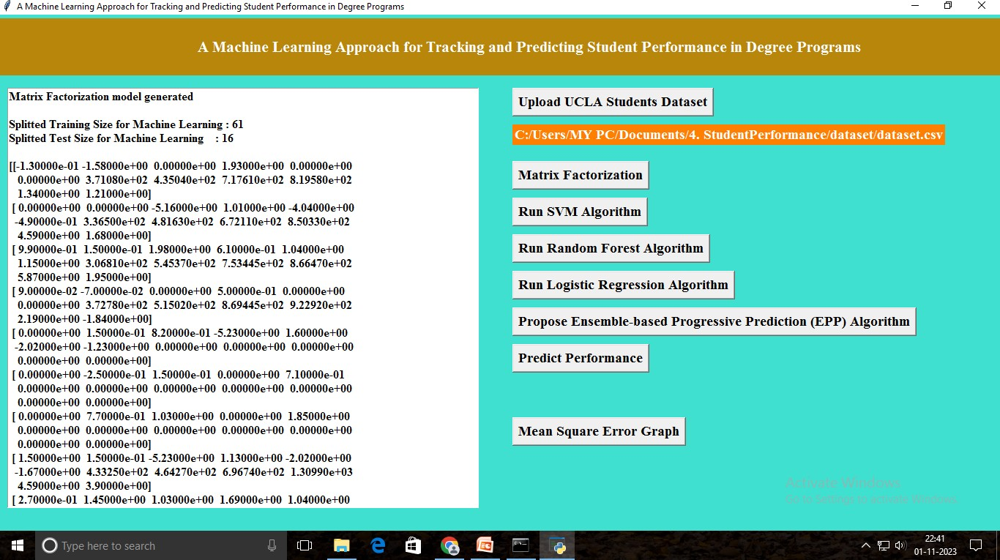 A Machine Learning Approach for Tracking and Predicting Student Performance in Degree Programs
A Machine Learning Approach for Tracking and Predicting Student Performance in Degree Programs
Matrix Factorization model generated
Splitted Training Size for Machine Learning : 61
Splitted Test Size for Machine Learning    : 16
[[-1.30000e-01 -1.58000e+00  0.00000e+00  1.93000e+00  0.00000e+00
0.00000e+00  3.71080e+02  4.35040e+02  7.17610e+02  8.19580e+02
1.34000e+00  1.21000e+00]
[ 0.00000e+00  0.00000e+00 -5.16000e+00  1.01000e+00 -4.04000e+00
-4.90000e-01  3.36500e+02  4.81630e+02  6.72110e+02  8.50330e+02
4.59000e+00  1.68000e+00]
[ 9.90000e-01  1.50000e-01  1.98000e+00  6.10000e-01  1.04000e+00
1.15000e+00  3.06810e+02  5.45370e+02  7.53445e+02  8.66470e+02
5.87000e+00  1.95000e+00]
[ 9.00000e-02 -7.00000e-02  0.00000e+00  5.00000e-01  0.00000e+00
0.00000e+00  3.72780e+02  5.15020e+02  8.69445e+02  9.22920e+02
2.19000e+00 -1.84000e+00]
[ 0.00000e+00  1.50000e-01  8.20000e-01 -5.23000e+00  1.60000e+00
-2.02000e+00 -1.23000e+00  0.00000e+00  0.00000e+00  0.00000e+00
0.00000e+00  0.00000e+00]
[ 0.00000e+00 -2.50000e-01  1.50000e-01  0.00000e+00  7.10000e-01
0.00000e+00  0.00000e+00  0.00000e+00  0.00000e+00  0.00000e+00
0.00000e+00  0.00000e+00]
[ 0.00000e+00  7.70000e-01  1.03000e+00  0.00000e+00  1.85000e+00
0.00000e+00  0.00000e+00  0.00000e+00  0.00000e+00  0.00000e+00
0.00000e+00  0.00000e+00]
[ 1.50000e+00  1.50000e-01 -5.23000e+00  1.13000e+00 -2.02000e+00
-1.67000e+00  4.33250e+02  4.64270e+02  6.96740e+02  1.30990e+03
4.59000e+00  3.90000e+00]
[ 2.70000e-01  1.45000e+00  1.03000e+00  1.69000e+00  1.04000e+00
Upload UCLA Students Dataset
C:/Users/MY PC/Documents/4. StudentPerformance/dataset/dataset.csv
Matrix Factorization
Run SVM Algorithm
Run Random Forest Algorithm
Run Logistic Regression Algorithm
Propose Ensemble-based Progressive Prediction (EPP) Algorithm
Predict Performance
Mean Square Error Graph
Activate Windows
Go to Settings to activate Windows.
Type here to search
22:41
01-11-2023